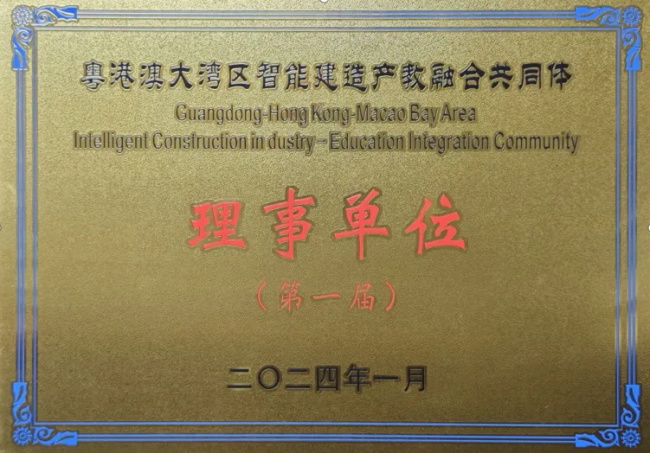 粤港澳大湾区智能建造产教融合共同体
Guangdong-Hong Kong-Macao Bay Area
Intelligent Construction in dustry－Education Integration Community
理事单位
（第一届）
二〇二四年一月